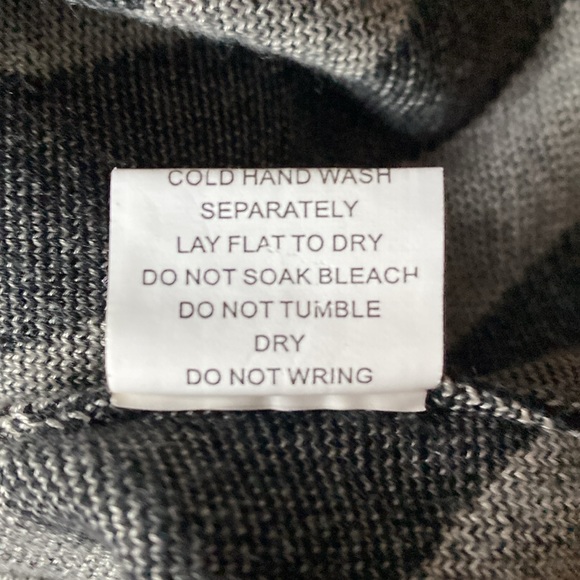 COLD HAND WASH
SEPARATELY
LAY FLAT TO DRY
DO NOT SOAK BLEACH
DO NOT TUMBLE
DRY
DO NOT WRING